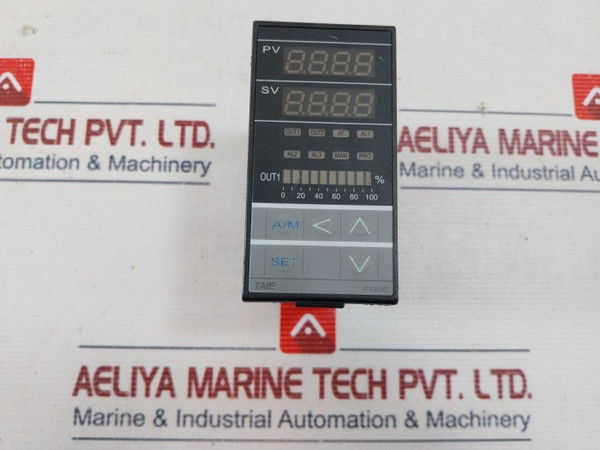 PV
8.8.8.8
SV
8.8.8.8
OUT1 OUT2 AT AL1
AL2 AL3 MAN PRO
OUT1 %
0 20 40 60 80 100
A/M < ∧
SET ∨
TAIE
TECH PVT. LTD.
Automation & Machinery
AELIYA MARINE
Marine & Industrial Au
AELIYA MARINE TECH PVT. LTD.
Marine & Industrial Automation & Machinery